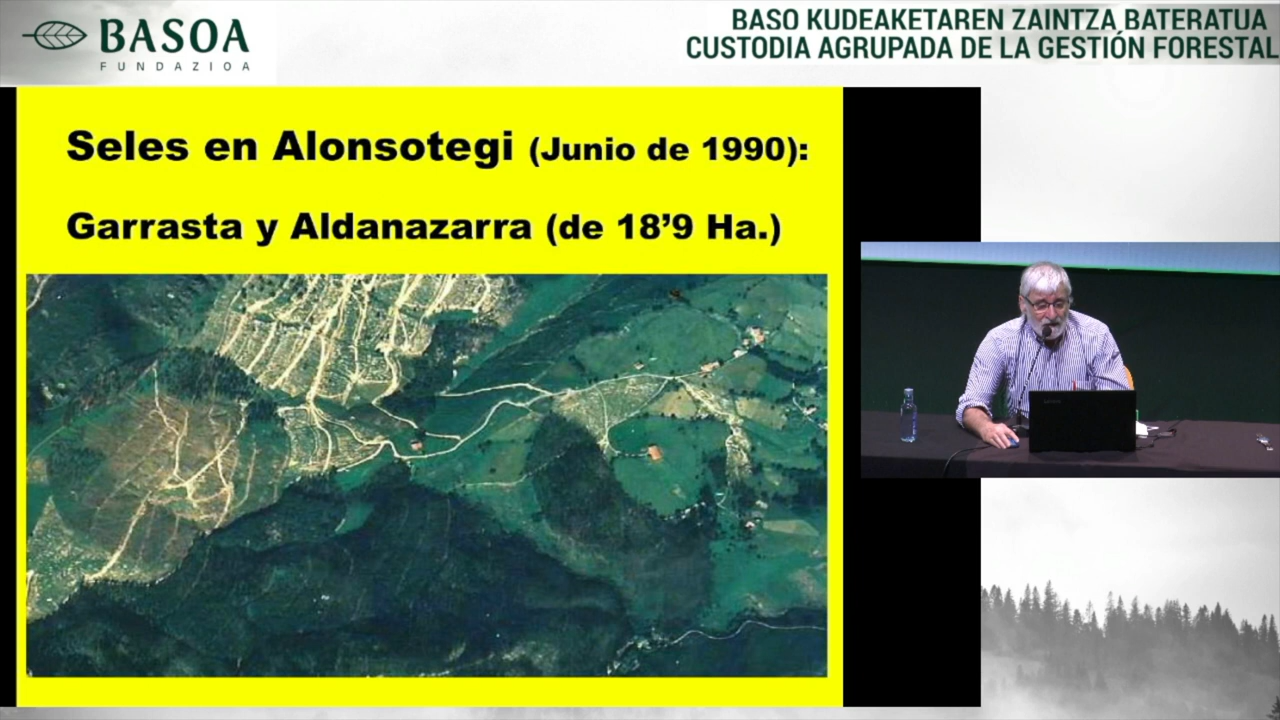 BASOA
FUNDAZIOA
BASO KUDEAKETAREN ZAINTZA BATERATUA
CUSTODIA AGRUPADA DE LA GESTIÓN FORESTAL
Seles en Alonsotegi (Junio de 1990):
Garrasta y Aldanazarra (de 18’9 Ha.)